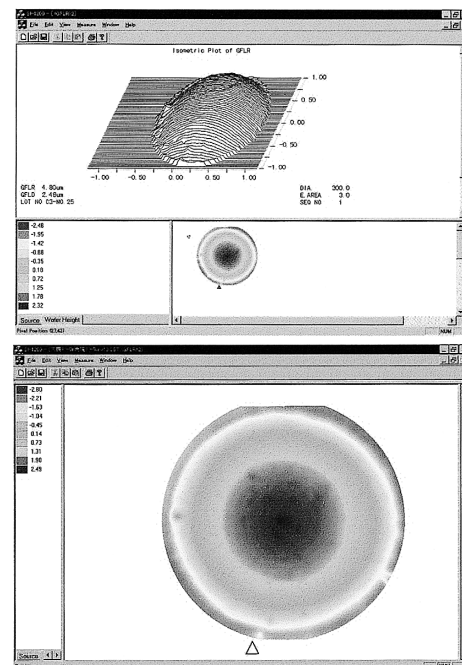 File Edit View Measure Window Help
Isometric Plot of GFLR
1.00
0.50
-0.00
-0.50
-1.00
-1.00 -0.50 0.00 0.50 1.00
GFLR 4.80um
GFLD 2.48um
LOT NO 03-NO.25
DIA. 300.0
E.AREA 3.0
SEQ NO 1
-2.48
-1.95
-1.42
-0.88
-0.35
0.18
0.72
1.25
1.78
2.32
Source Wafer Height
NUM
File Edit View Measure Window Help
-2.80
-2.21
-1.63
-1.04
-0.45
0.14
0.73
1.31
1.90
2.49
Source